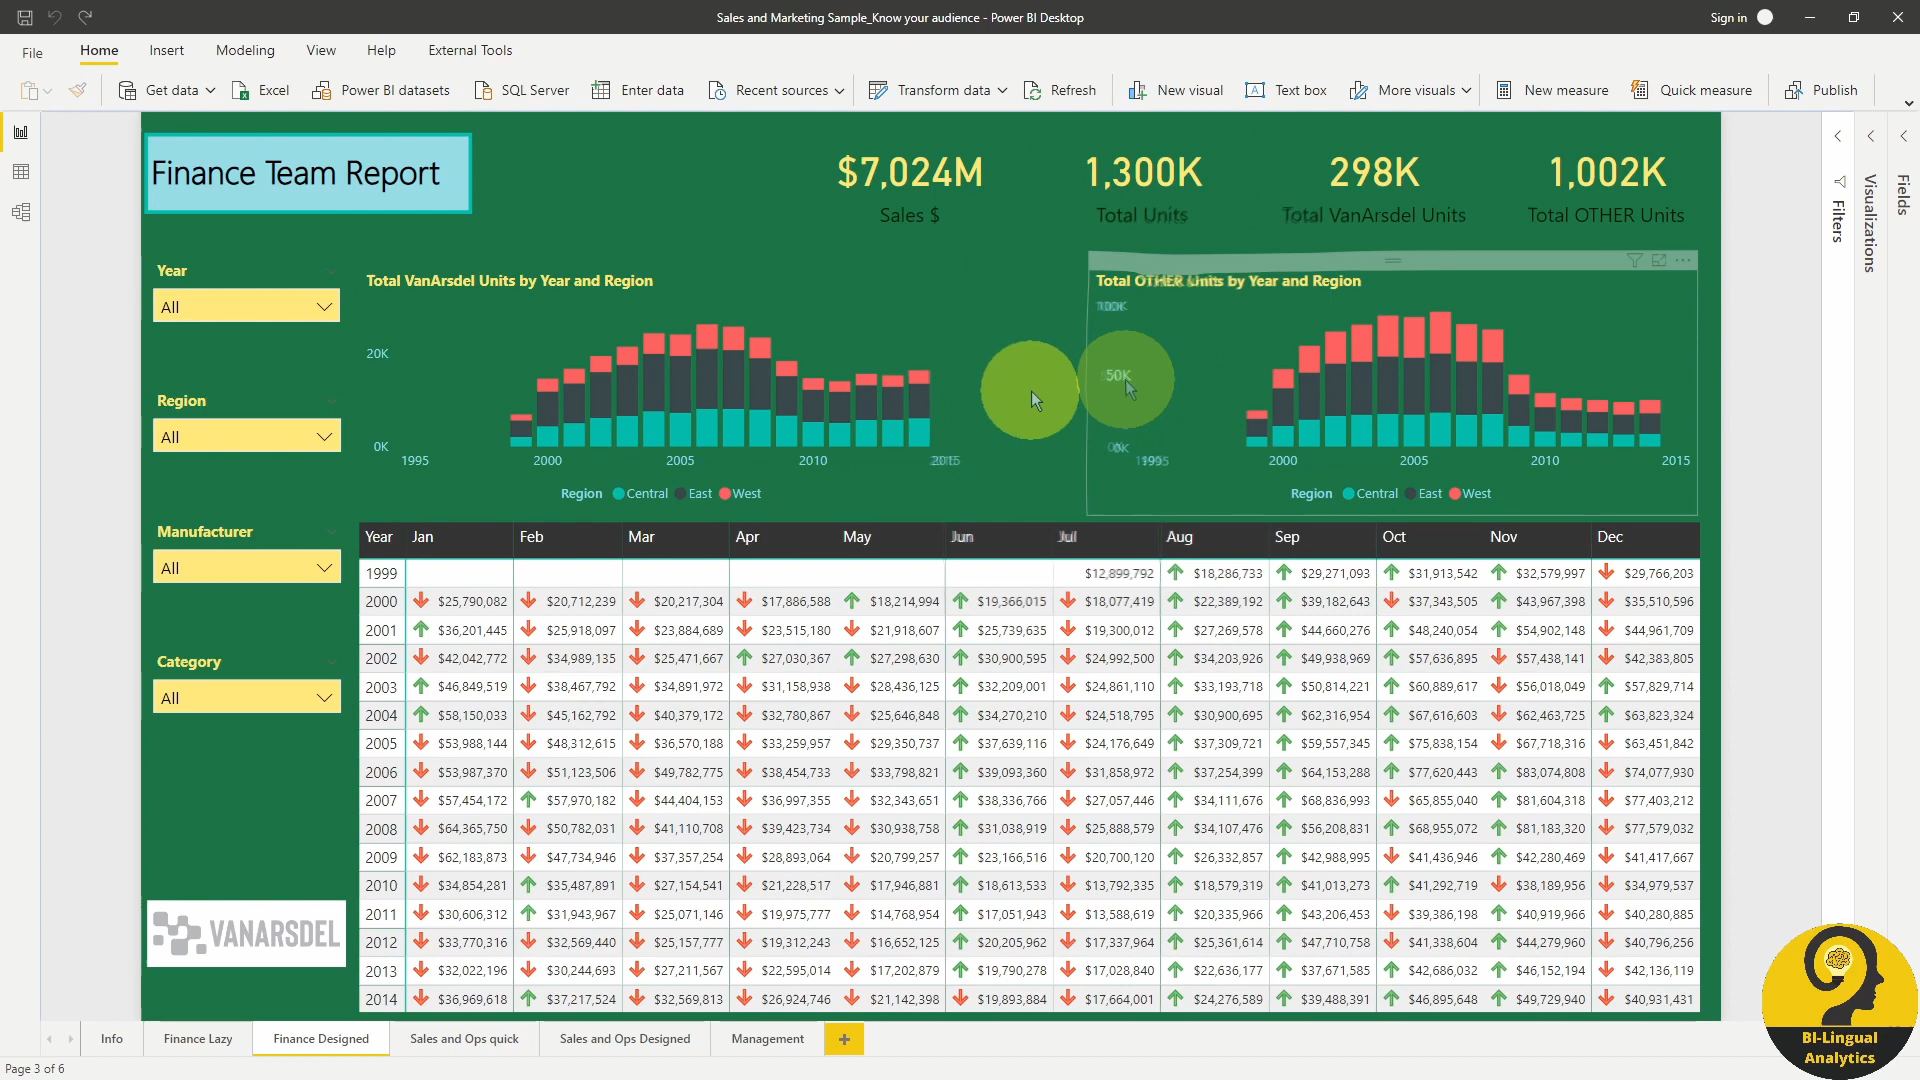 Sales and Marketing Sample_Know your audience - Power BI Desktop
Sign in
File Home Insert Modeling View Help External Tools
Get data Excel Power BI datasets SQL Server Enter data Recent sources Transform data Refresh New visual Text box More visuals New measure Quick measure Publish
Finance Team Report
$7,024M 1,300K 298K 1,002K
Sales $ Total Units Total VanArsdel Units Total OTHER Units
Filters
Visualizations
Fields
Year
All
Region
All
Manufacturer
All
Category
All
VANARSDEL
Total VanArsdel Units by Year and Region
20K
0K
1995 2000 2005 2010 2015
Region Central East West
Total OTHER Units by Year and Region
100K
50K
0K
1995 2000 2005 2010 2015
Region Central East West
Year Jan Feb Mar Apr May Jun Jul Aug Sep Oct Nov Dec
1999 $12,899,792 $18,286,733 $29,271,093 $31,913,542 $32,579,997 $29,766,203
2000 $25,790,082 $20,712,239 $20,217,304 $17,886,588 $18,214,994 $19,366,015 $18,077,419 $22,389,192 $39,182,643 $37,343,505 $43,967,398 $35,510,596
2001 $36,201,445 $25,918,097 $23,884,689 $23,515,180 $21,918,607 $25,739,635 $19,300,012 $27,269,578 $44,660,276 $48,240,054 $54,902,148 $44,961,709
2002 $42,042,772 $34,989,135 $25,471,667 $27,030,367 $27,298,630 $30,900,595 $24,992,500 $34,203,926 $49,938,969 $57,636,895 $57,438,141 $42,383,805
2003 $46,849,519 $38,467,792 $34,891,972 $31,158,938 $28,436,125 $32,209,001 $24,861,110 $33,193,718 $50,814,221 $60,889,617 $56,018,049 $57,829,714
2004 $58,150,033 $45,162,792 $40,379,172 $32,780,867 $25,646,848 $34,270,210 $24,518,795 $30,900,695 $62,316,954 $67,616,603 $62,463,725 $63,823,324
2005 $53,988,144 $48,312,615 $36,570,188 $33,259,957 $29,350,737 $37,639,116 $24,176,649 $37,309,721 $59,557,345 $75,838,154 $67,718,316 $63,451,842
2006 $53,987,370 $51,123,506 $49,782,775 $38,454,733 $33,798,821 $39,093,360 $31,858,972 $37,254,399 $64,153,288 $77,620,443 $83,074,808 $74,077,930
2007 $57,454,172 $57,970,182 $44,404,153 $36,997,355 $32,343,651 $38,336,766 $27,057,446 $34,111,676 $68,836,993 $65,855,040 $81,604,318 $77,403,212
2008 $64,365,750 $50,782,031 $41,110,708 $39,423,734 $30,938,758 $31,038,919 $25,888,579 $34,107,476 $56,208,831 $68,955,072 $81,183,320 $77,579,032
2009 $62,183,873 $47,734,946 $37,357,254 $28,893,064 $20,799,257 $23,166,516 $20,700,120 $26,332,857 $42,988,995 $41,436,946 $42,280,469 $41,417,667
2010 $34,854,281 $35,487,891 $27,154,541 $21,228,517 $17,946,881 $18,613,533 $13,792,335 $18,579,319 $41,013,273 $41,292,719 $38,189,956 $34,979,537
2011 $30,606,312 $31,943,967 $25,071,146 $19,975,777 $14,768,954 $17,051,943 $13,588,619 $20,335,966 $43,206,453 $39,386,198 $40,919,966 $40,280,885
2012 $33,770,316 $32,569,440 $25,157,777 $19,312,243 $16,652,125 $20,205,962 $17,337,964 $25,361,614 $47,710,758 $41,338,604 $44,279,960 $40,796,256
2013 $32,022,196 $30,244,693 $27,211,567 $22,595,014 $17,202,879 $19,790,278 $17,028,840 $22,636,177 $37,671,585 $42,686,032 $46,152,194 $42,136,119
2014 $36,969,618 $37,217,524 $32,569,813 $26,924,746 $21,142,398 $19,893,884 $17,664,001 $24,276,589 $39,488,391 $46,895,648 $49,729,940 $40,931,431
Info Finance Lazy Finance Designed Sales and Ops quick Sales and Ops Designed Management
Page 3 of 6
BI-Lingual
Analytics